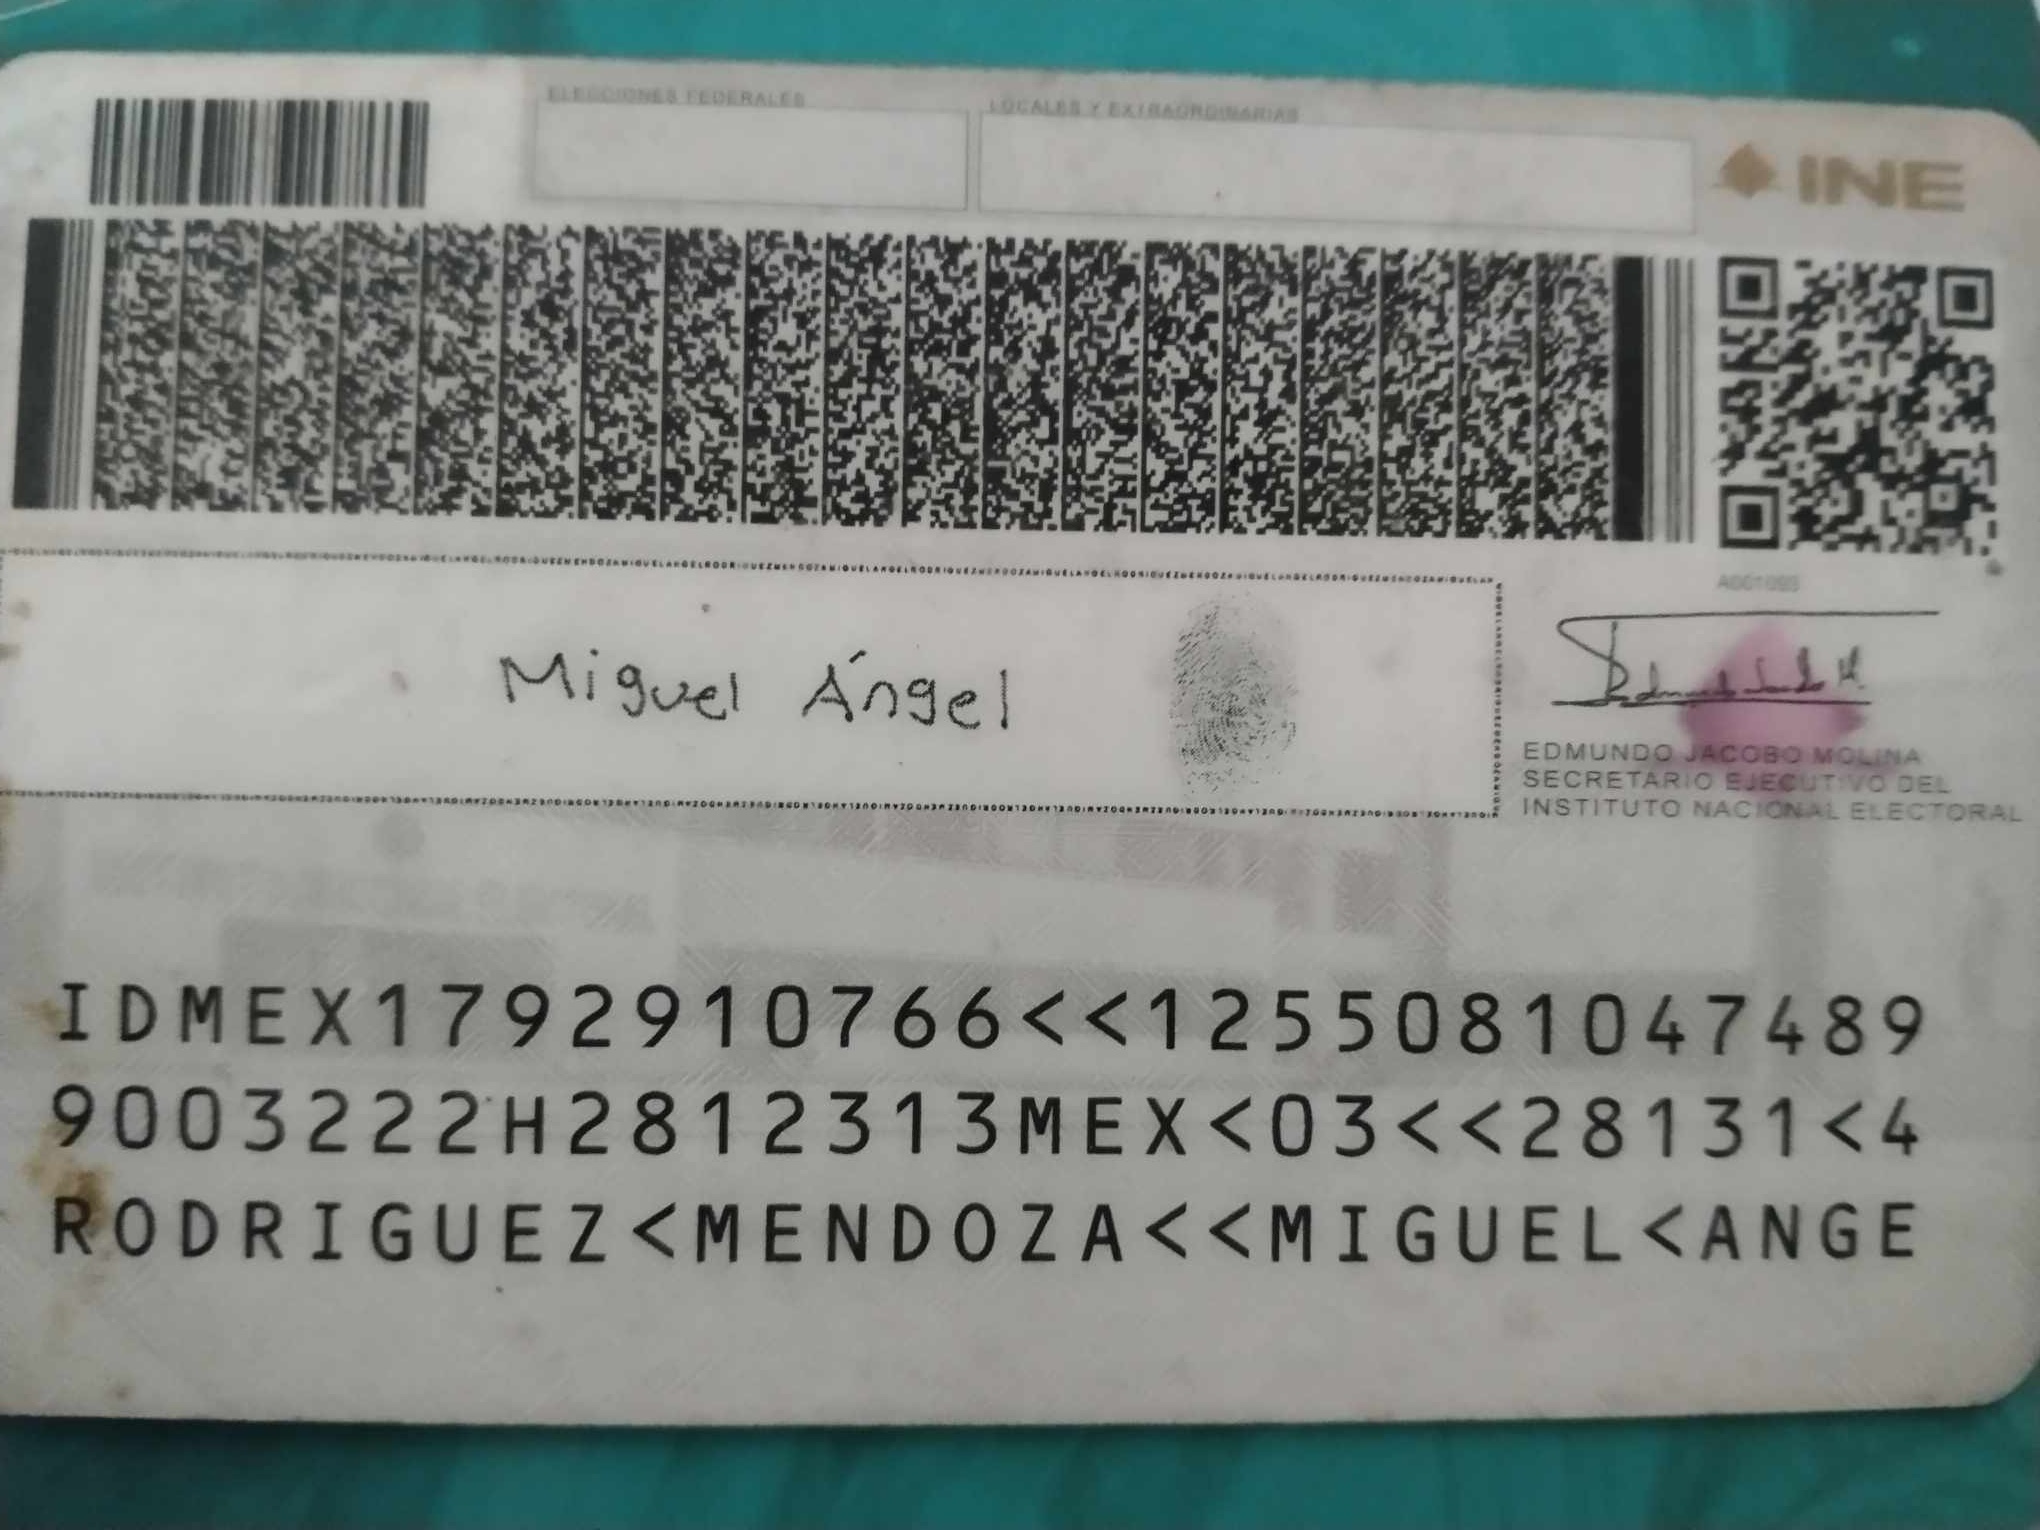 ELECCIONES FEDERALES
LOCALES Y EXTRAORDINARIAS
INE
Miguel Ángel
EDMUNDO JACOBO MOLINA
SECRETARIO EJECUTIVO DEL
INSTITUTO NACIONAL ELECTORAL
IDMEX1792910766<<1255081047489
9003222H2812313MEX<03<<28131<4
RODRIGUEZ<MENDOZA<<MIGUEL<ANGE